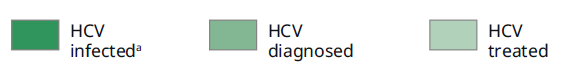 HCV
infectedᵃ
HCV
diagnosed
HCV
treated